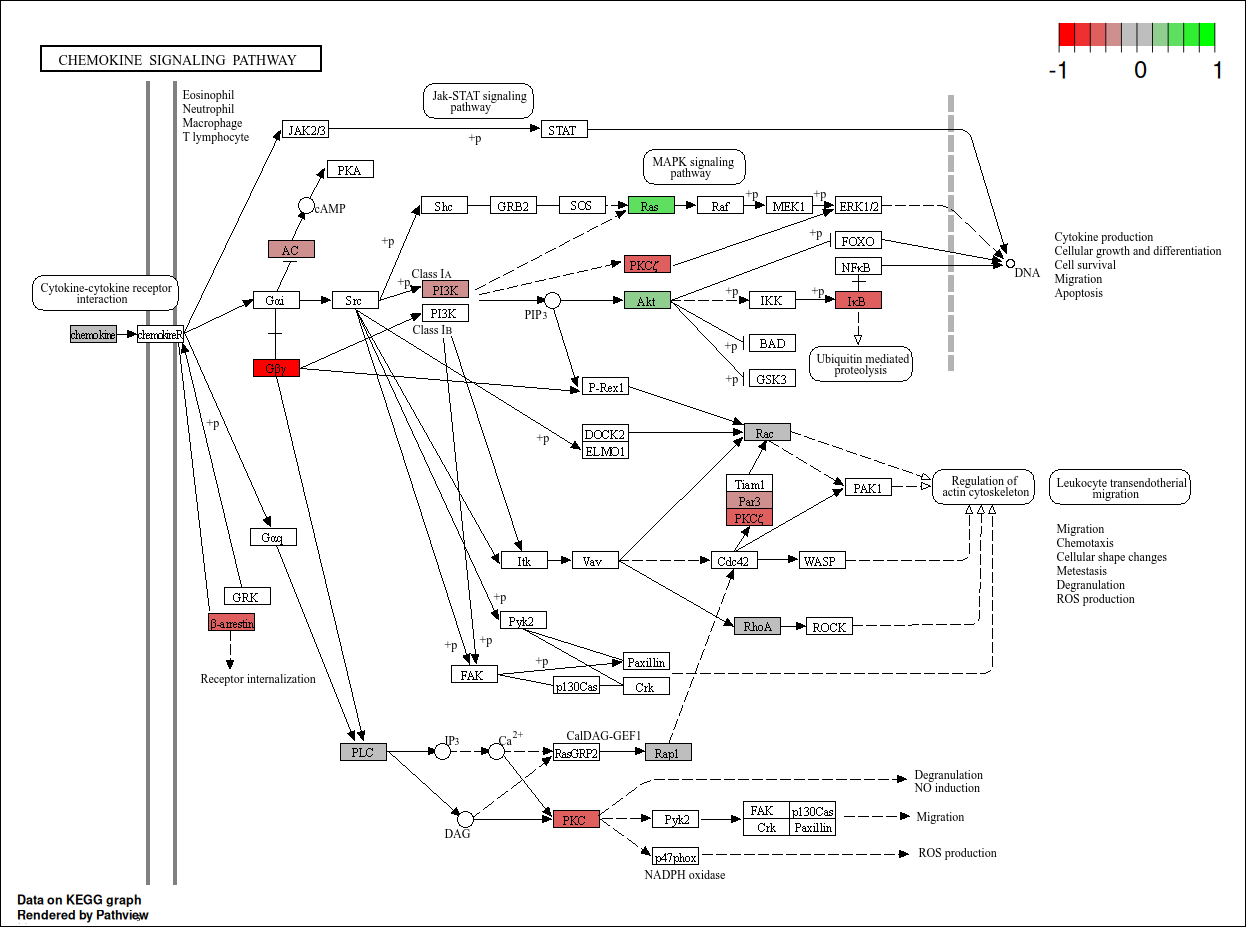 CHEMOKINE SIGNALING PATHWAY
-1 0 1
Eosinophil
Neutrophil
Macrophage
T lymphocyte
Jak-STAT signaling
pathway
JAK2/3
+p
STAT
MAPK signaling
pathway
PKA
cAMP
AC
+p
Shc
GRB2
SOS
Ras
Raf
+p
MEK1
+p
ERK1/2
+p
FOXO
NFκB
DNA
Cytokine production
Cellular growth and differentiation
Cell survival
Migration
Apoptosis
Cytokine-cytokine receptor
interaction
chemokine
chemokineR
Gαi
Src
+p
Class IA
PI3K
PI3K
Class IB
PKCζ
PIP3
Akt
+p
IKK
+p
IκB
+p
BAD
+p
GSK3
Ubiquitin mediated
proteolysis
Gβγ
P-Rex1
+p
+p
DOCK2
ELMO1
Rac
Tiam1
Par3
PKCζ
PAK1
Regulation of
actin cytoskeleton
Leukocyte transendotherial
migration
Gαq
Itk
Vav
Cdc42
WASP
Migration
Chemotaxis
Cellular shape changes
Metestasis
Degranulation
ROS production
GRK
β-arrestin
+p
Pyk2
RhoA
ROCK
+p
+p
+p
FAK
Paxillin
p130Cas
Crk
Receptor internalization
PLC
IP3
Ca2+
CalDAG-GEF1
RasGRP2
Rap1
DAG
PKC
Pyk2
FAK
p130Cas
Crk
Paxillin
Degranulation
NO induction
Migration
p47phox
NADPH oxidase
ROS production
Data on KEGG graph
Rendered by Pathview